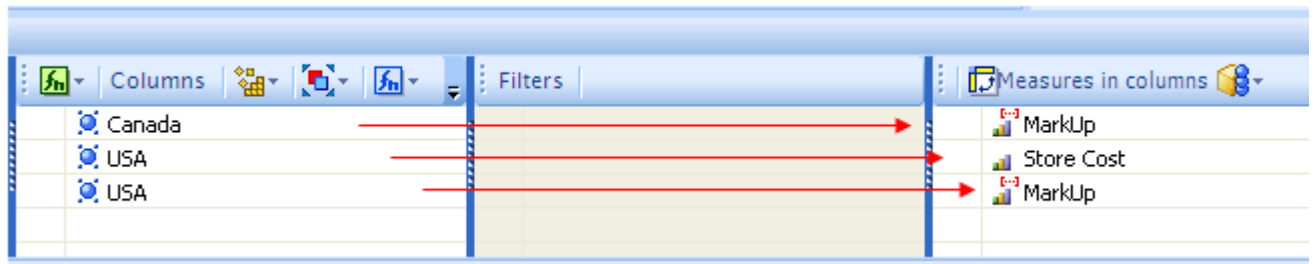 Columns Filters Measures in columns
Canada MarkUp
USA Store Cost
USA MarkUp